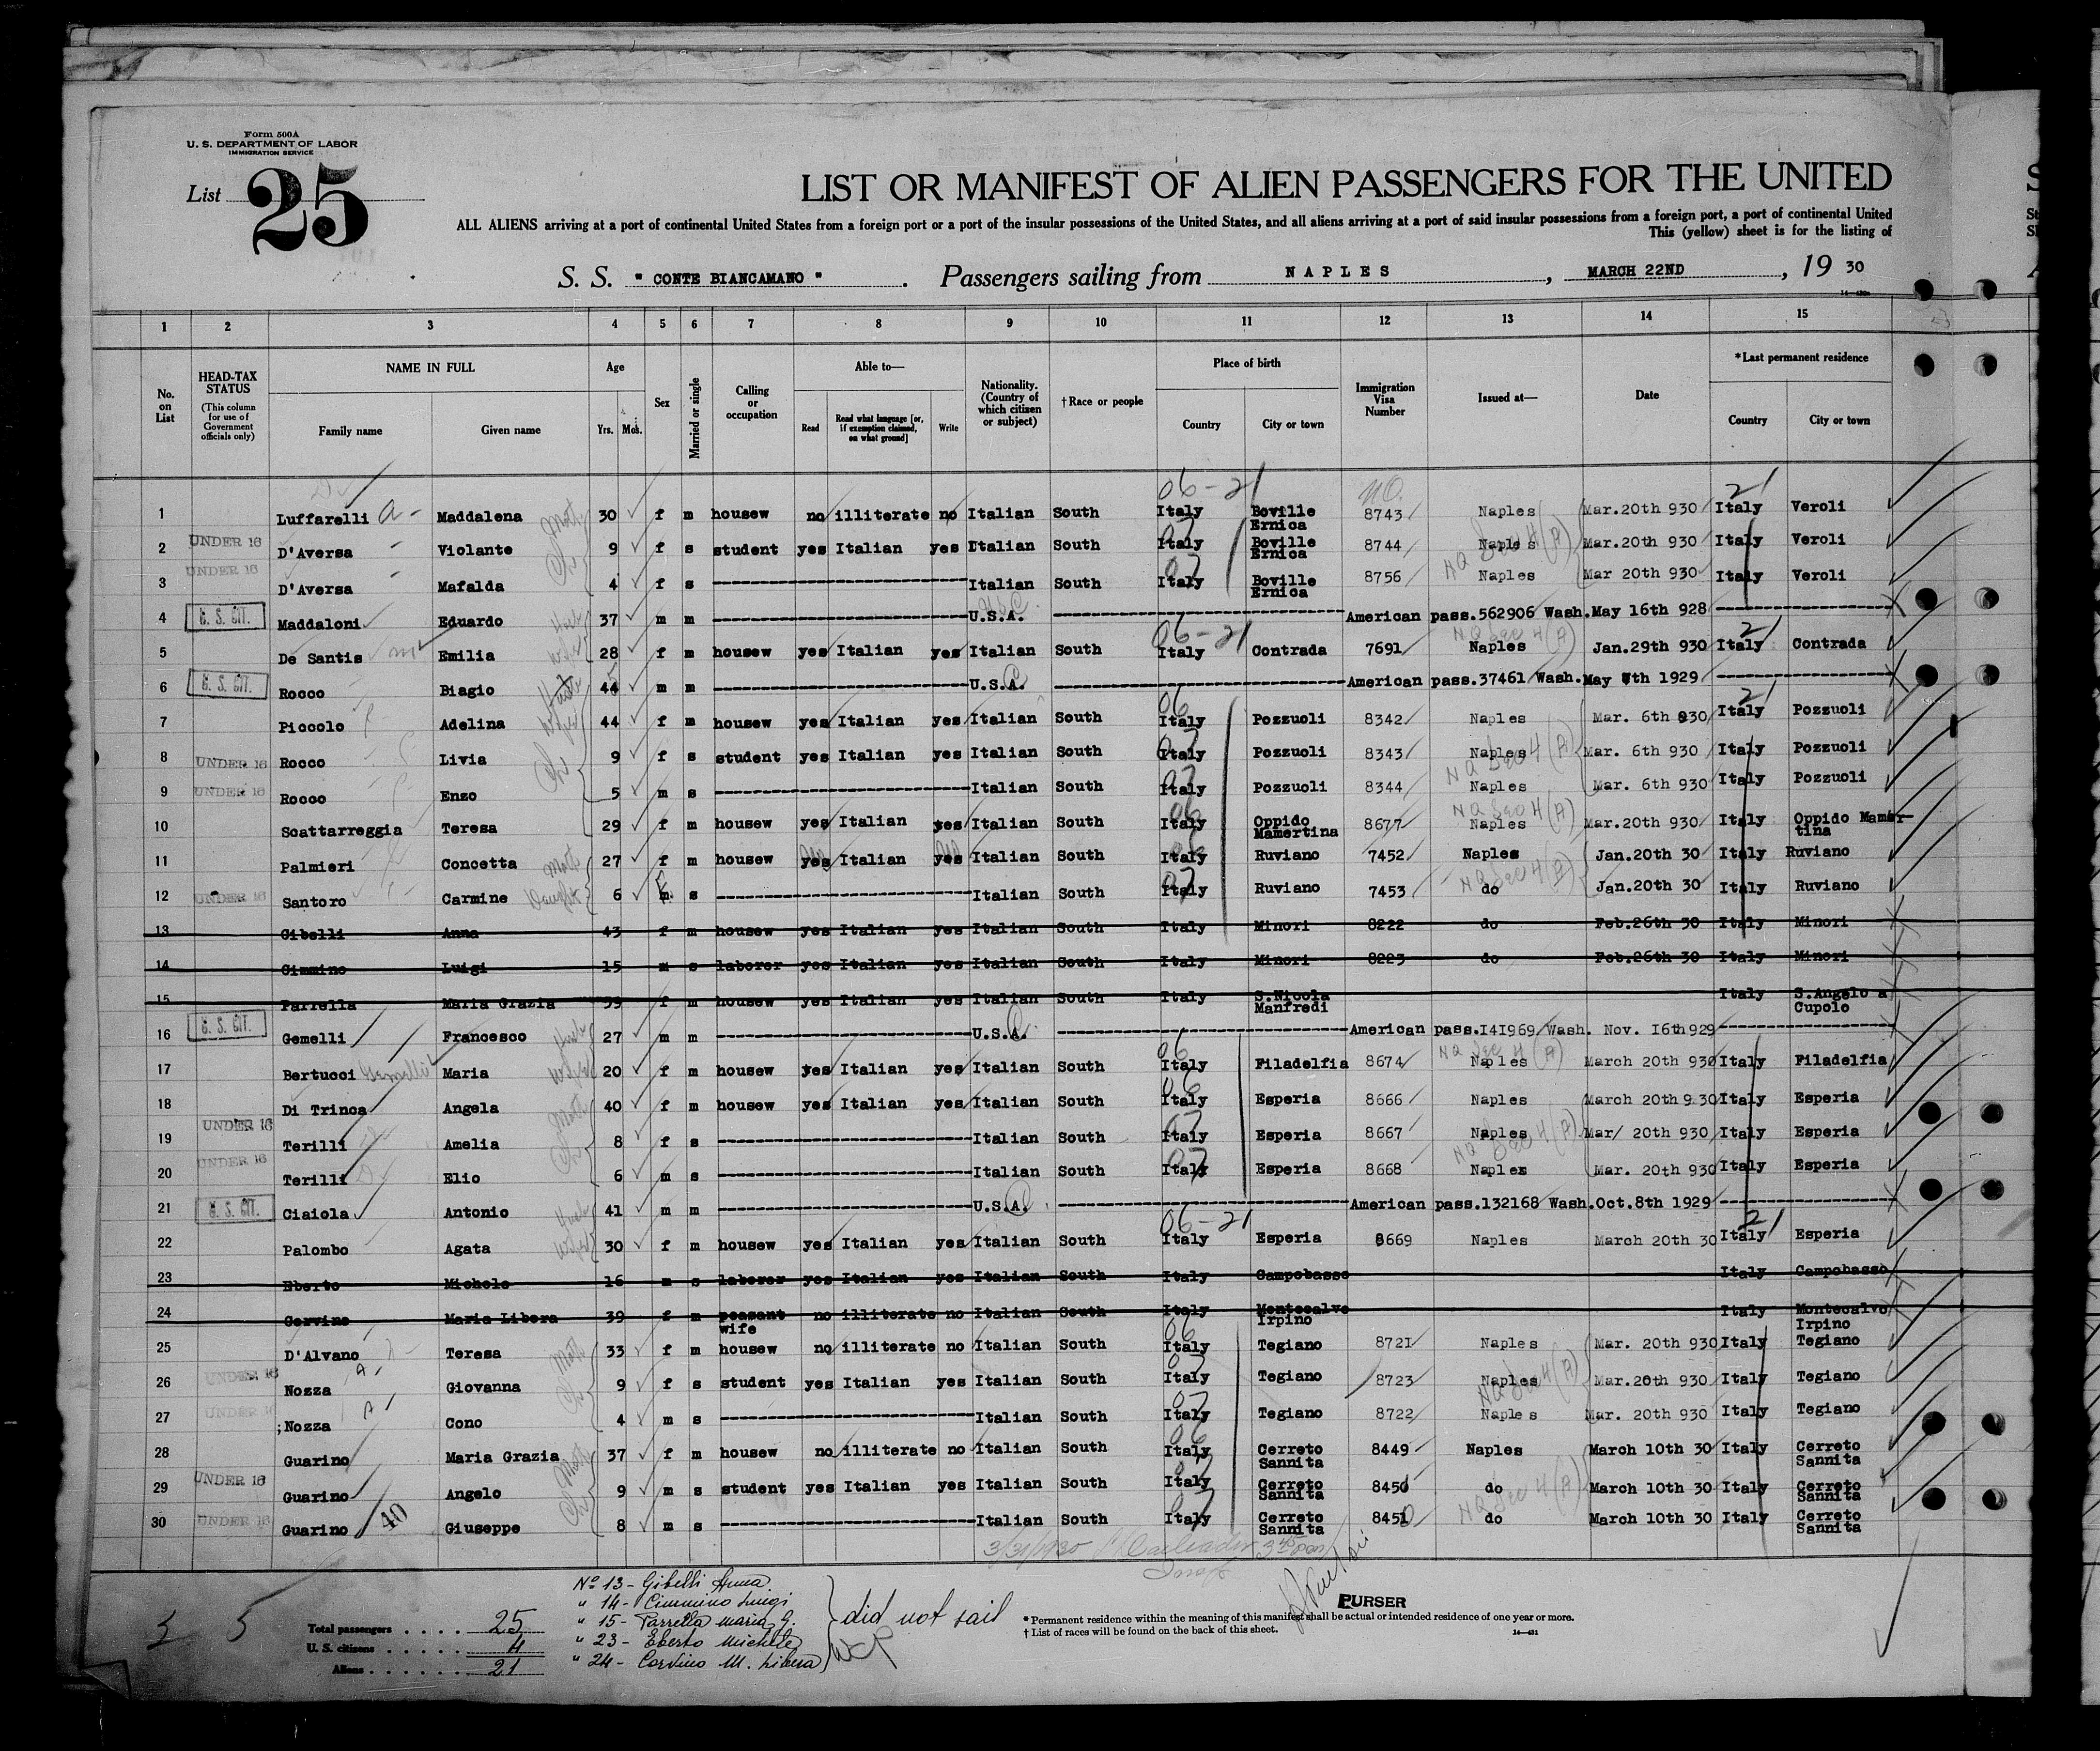 Form 500A
U. S. DEPARTMENT OF LABOR
IMMIGRATION SERVICE
List 25
LIST OR MANIFEST OF ALIEN PASSENGERS FOR THE UNITED
ALL ALIENS arriving at a port of continental United States from a foreign port or a port of the insular possessions of the United States, and all aliens arriving at a port of said insular possessions from a foreign port, a port of continental United
This (yellow) sheet is for the listing of
S. S. " CONTE BIANCAMANO ". Passengers sailing from NAPLES, MARCH 22ND, 19 30
1 2 3 4 5 6 7 8 9 10 11 12 13 14 15
No. on List
HEAD-TAX STATUS (This column for use of Government officials only)
NAME IN FULL
Family name Given name
Age
Yrs. Mos.
Sex
Married or single
Calling or occupation
Able to—
Read Read what language [or, if exemption claimed, on what ground] Write
Nationality. (Country of which citizen or subject)
†Race or people
Place of birth
Country City or town
Immigration Visa Number
Issued at—
Date
*Last permanent residence
Country City or town
1 Luffarelli Maddalena 30 f m housew no illiterate no Italian South Italy Boville Ernica 8743 Naples Mar.20th 930 Italy Veroli
2 UNDER 16 D'Aversa Violante 9 f s student yes Italian yes Italian South Italy Boville Ernica 8744 Naples Mar.20th 930 Italy Veroli
3 UNDER 16 D'Aversa Mafalda 4 f s Italian South Italy Boville Ernica 8756 Naples Mar 20th 930 Italy Veroli
4 U. S. CIT. Maddaloni Eduardo 37 m m U.S.A. American pass.562906 Wash. May 16th 928
5 De Santis Emilia 28 f m housew yes Italian yes Italian South Italy Contrada 7691 Naples Jan.29th 930 Italy Contrada
6 U. S. CIT. Rocco Biagio 44 m m U.S.A. American pass.37461 Wash. May 8th 1929
7 Piccolo Adelina 44 f m housew yes Italian yes Italian South Italy Pozzuoli 8342 Naples Mar. 6th 930 Italy Pozzuoli
8 UNDER 16 Rocco Livia 9 f s student yes Italian yes Italian South Italy Pozzuoli 8343 Naples Mar. 6th 930 Italy Pozzuoli
9 UNDER 16 Rocco Enzo 5 m s Italian South Italy Pozzuoli 8344 Naples Mar. 6th 930 Italy Pozzuoli
10 Scattarreggia Teresa 29 f m housew yes Italian yes Italian South Italy Oppido Mamertina 8677 Naples Mar.20th 930 Italy Oppido Mamer- tina
11 Palmieri Concetta 27 f m housew yes Italian yes Italian South Italy Ruviano 7452 Naples Jan.20th 30 Italy Ruviano
12 UNDER 16 Santoro Carmine 6 m s Italian South Italy Ruviano 7453 do Jan.20th 30 Italy Ruviano
13 Gibelli Anna 43 f m housew yes Italian yes Italian South Italy Minori 8222 do Feb.26th 30 Italy Minori
14 Cimmino Luigi 15 m s laborer yes Italian yes Italian South Italy Minori 8223 do Feb.26th 30 Italy Minori
15 Parrella Maria Grazia 59 f m housew yes Italian yes Italian South Italy S.Nicola Manfredi Italy S.Angelo a Cupolo
16 U. S. CIT. Gemelli Francesco 27 m m U.S.A. American pass.141969 Wash. Nov. 16th 929
17 Bertucci Gemelli Maria 20 f m housew yes Italian yes Italian South Italy Filadelfia 8674 Naples March 20th 930 Italy Filadelfia
18 Di Trinca Angela 40 f m housew yes Italian yes Italian South Italy Esperia 8666 Naples March 20th 930 Italy Esperia
19 UNDER 16 Terilli Amelia 8 f s Italian South Italy Esperia 8667 Naples Mar/ 20th 930 Italy Esperia
20 UNDER 16 Terilli Elio 6 m s Italian South Italy Esperia 8668 Naples Mar. 20th 930 Italy Esperia
21 U. S. CIT. Ciaiola Antonio 41 m m U.S.A. American pass.132168 Wash. Oct.8th 1929
22 Palombo Agata 30 f m housew yes Italian yes Italian South Italy Esperia 8669 Naples March 20th 30 Italy Esperia
23 Eberto Michele 16 m s laborer yes Italian yes Italian South Italy Campobasso Italy Campobasso
24 Corvino Maria Libera 39 f m peasant wife no illiterate no Italian South Italy Montecalvo Irpino Italy Montecalvo Irpino
25 D'Alvano Teresa 33 f m housew no illiterate no Italian South Italy Tegiano 8721 Naples Mar. 20th 930 Italy Tegiano
26 UNDER 16 Nozza Giovanna 9 f s student yes Italian yes Italian South Italy Tegiano 8723 Naples Mar.20th 930 Italy Tegiano
27 UNDER 16 Nozza Cono 4 m s Italian South Italy Tegiano 8722 Naples Mar. 20th 930 Italy Tegiano
28 Guarino Maria Grazia 37 f m housew no illiterate no Italian South Italy Cerreto Sannita 8449 Naples March 10th 30 Italy Cerreto Sannita
29 UNDER 16 Guarino Angelo 9 m s student yes Italian yes Italian South Italy Cerreto Sannita 8451 do March 10th 30 Italy Cerreto Sannita
30 UNDER 16 Guarino 40 Giuseppe 8 m s Italian South Italy Cerreto Sannita 8450 do March 10th 30 Italy Cerreto Sannita
Nº 13 - Gibelli Anna
" 14 - Cimmino Luigi
" 15 - Parrella Maria G.
" 23 - Eberto Michele
" 24 - Corvino M. Libera
did not sail
WCP
Total passengers 25
U. S. citizens 4
Aliens 21
PURSER
* Permanent residence within the meaning of this manifest shall be actual or intended residence of one year or more.
† List of races will be found on the back of this sheet.
14—431